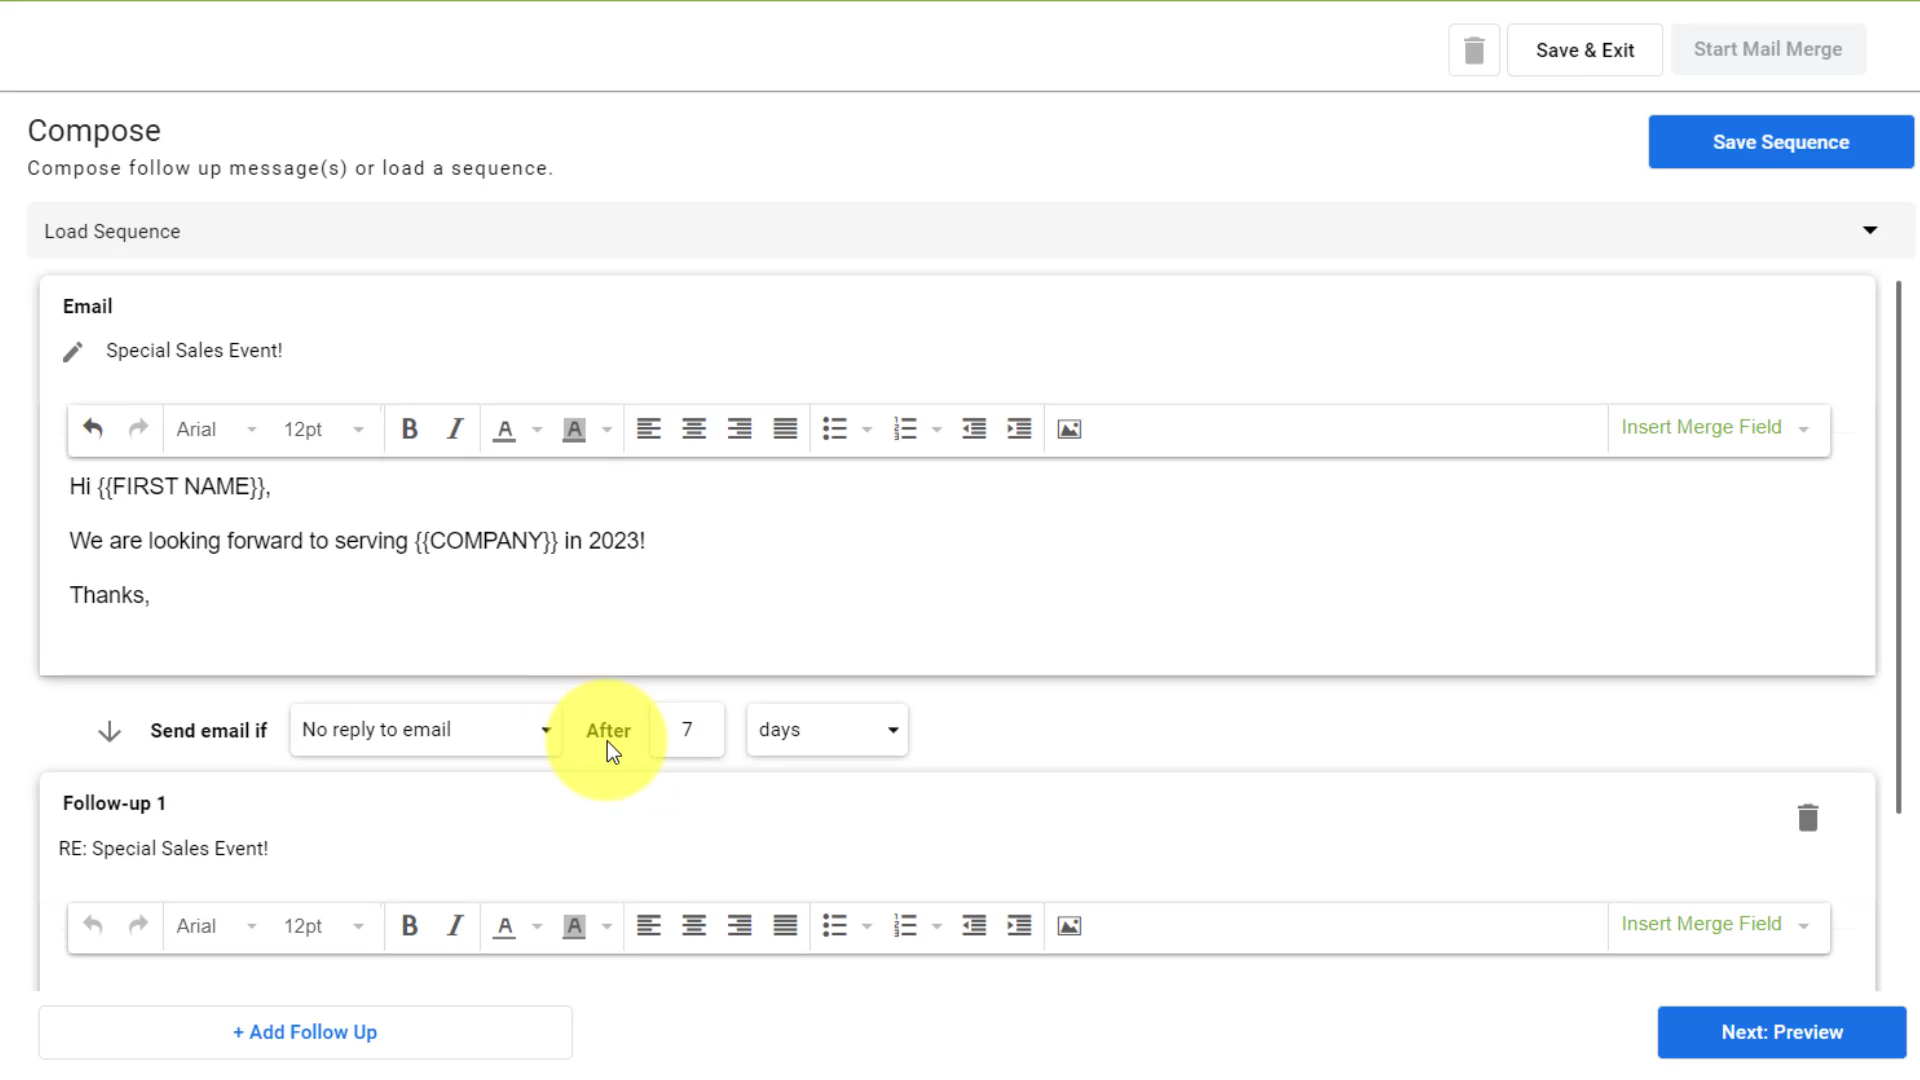 Save & Exit
Start Mail Merge
Compose
Compose follow up message(s) or load a sequence.
Save Sequence
Load Sequence
Email
Special Sales Event!
Arial
12pt
B
I
A
A
Insert Merge Field
Hi {{FIRST NAME}},
We are looking forward to serving {{COMPANY}} in 2023!
Thanks,
Send email if
No reply to email
After
7
days
Follow-up 1
RE: Special Sales Event!
Arial
12pt
B
I
A
A
Insert Merge Field
+ Add Follow Up
Next: Preview